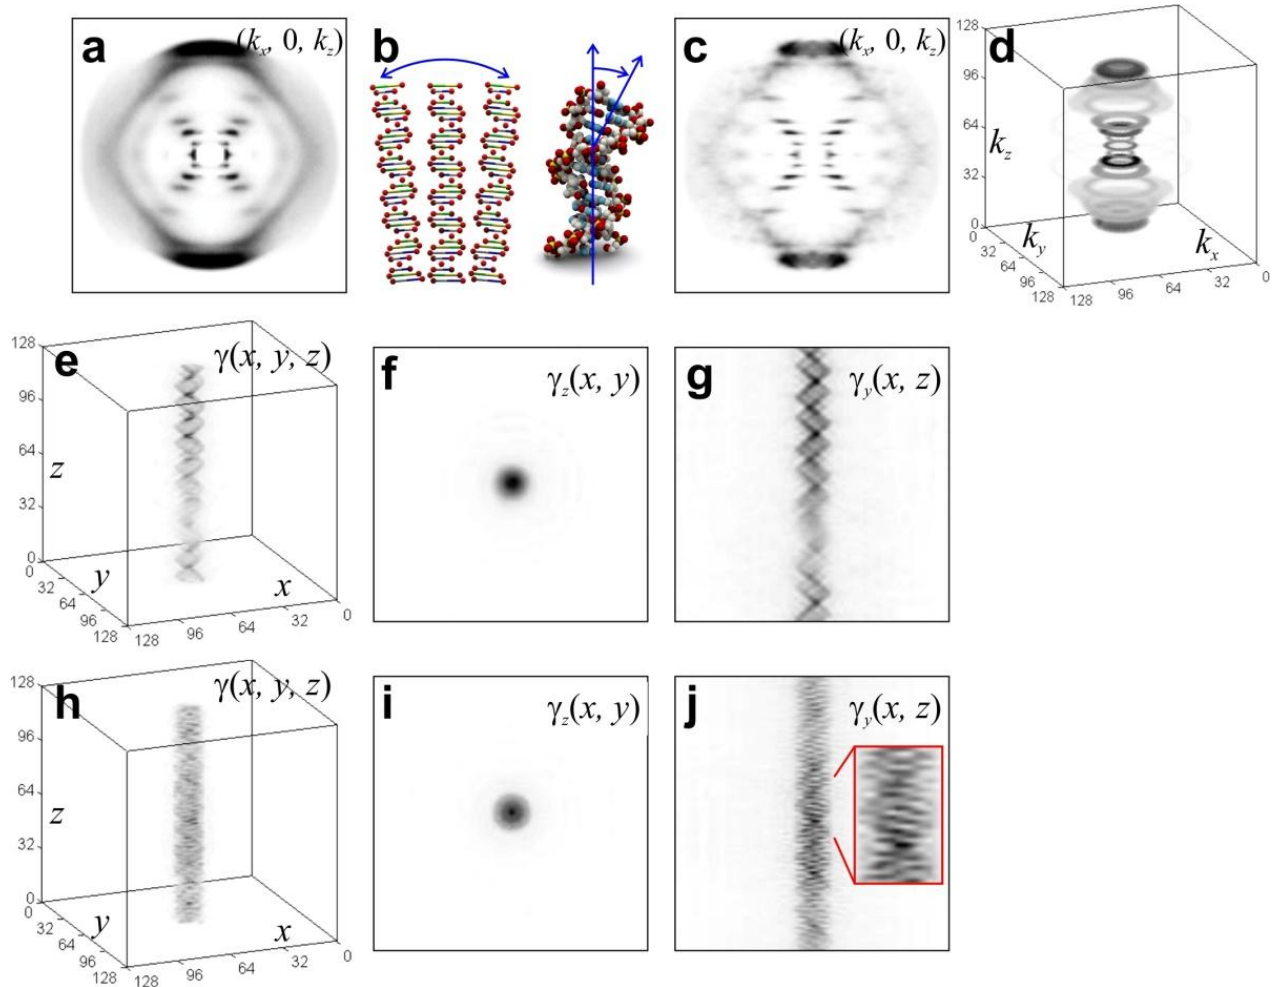 a
(kx, 0, kz)
b
c
(kx, 0, kz)
d
128
96
64
32
0
kz
0
32
64
96
128
ky
128
96
64
32
0
kx
e
γ(x, y, z)
128
96
64
32
0
z
0
32
64
96
128
y
128
96
64
32
0
x
f
γz(x, y)
g
γy(x, z)
h
γ(x, y, z)
128
96
64
32
0
z
0
32
64
96
128
y
128
96
64
32
0
x
i
γz(x, y)
j
γy(x, z)